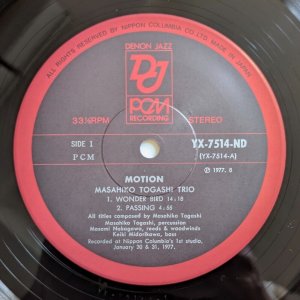 ALL RIGHTS RESERVED BY NIPPON COLUMBIA CO., LTD. MADE IN JAPAN
DENON JAZZ
DJ
PCM
RECORDING
33⅓RPM
STEREO
SIDE 1
PCM
YX-7514-ND
(YX-7514-A)
℗ 1977, 8
MOTION
MASAHIKO TOGASHI TRIO
1. WONDER BIRD 14:18
2. PASSING 4:55
All titles composed by Masahiko Togashi
Masahiko Togashi, percussion
Masami Nakagawa, reeds & woodwinds
Keiki Midorikawa, bass
Recorded at Nippon Columbia's 1st studio,
January 30 & 31, 1977.